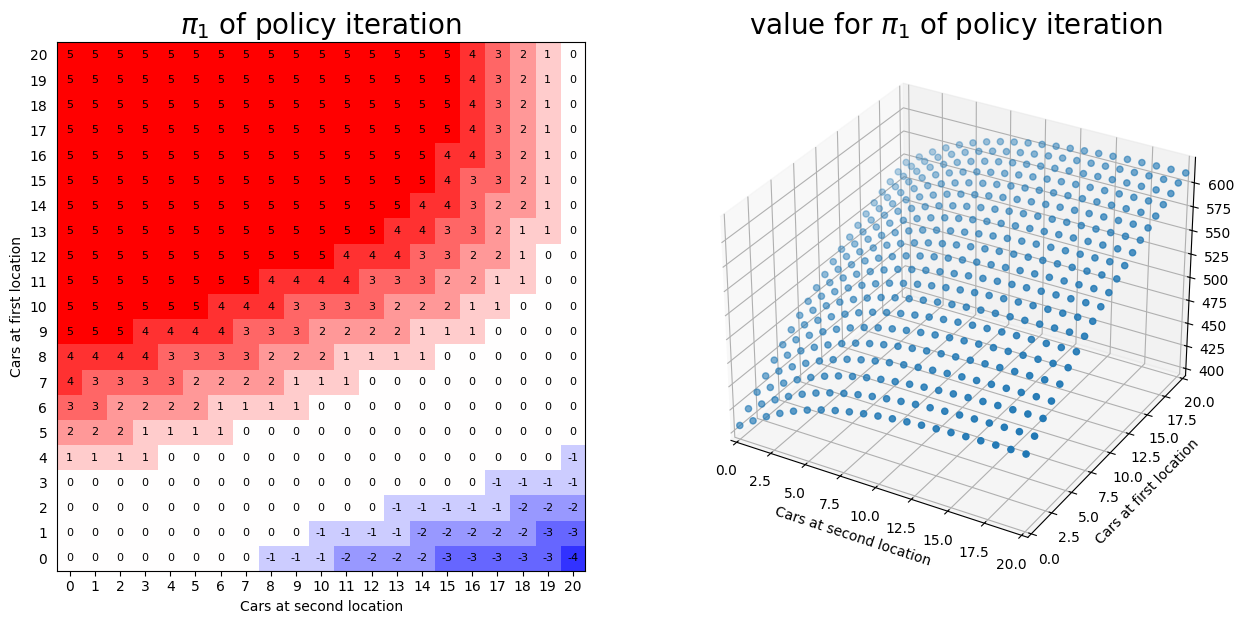 π1 of policy iteration
20 5 5 5 5 5 5 5 5 5 5 5 5 5 5 5 5 4 3 2 1 0
19 5 5 5 5 5 5 5 5 5 5 5 5 5 5 5 5 4 3 2 1 0
18 5 5 5 5 5 5 5 5 5 5 5 5 5 5 5 5 4 3 2 1 0
17 5 5 5 5 5 5 5 5 5 5 5 5 5 5 5 5 4 3 2 1 0
16 5 5 5 5 5 5 5 5 5 5 5 5 5 5 5 4 4 3 2 1 0
15 5 5 5 5 5 5 5 5 5 5 5 5 5 5 5 4 3 3 2 1 0
14 5 5 5 5 5 5 5 5 5 5 5 5 5 5 4 4 3 2 2 1 0
13 5 5 5 5 5 5 5 5 5 5 5 5 5 4 4 3 3 2 1 1 0
12 5 5 5 5 5 5 5 5 5 5 5 4 4 4 3 3 2 2 1 0 0
11 5 5 5 5 5 5 5 5 4 4 4 4 3 3 3 2 2 1 1 0 0
10 5 5 5 5 5 5 4 4 4 3 3 3 3 2 2 2 1 1 0 0 0
9 5 5 5 4 4 4 4 3 3 3 2 2 2 2 1 1 1 0 0 0 0
8 4 4 4 4 3 3 3 3 2 2 2 1 1 1 1 0 0 0 0 0 0
7 4 3 3 3 3 2 2 2 2 1 1 1 0 0 0 0 0 0 0 0 0
6 3 3 2 2 2 2 1 1 1 1 0 0 0 0 0 0 0 0 0 0 0
5 2 2 2 1 1 1 1 0 0 0 0 0 0 0 0 0 0 0 0 0 0
4 1 1 1 1 0 0 0 0 0 0 0 0 0 0 0 0 0 0 0 0 -1
3 0 0 0 0 0 0 0 0 0 0 0 0 0 0 0 0 0 -1 -1 -1 -1
2 0 0 0 0 0 0 0 0 0 0 0 0 0 -1 -1 -1 -1 -1 -2 -2 -2
1 0 0 0 0 0 0 0 0 0 0 -1 -1 -1 -1 -2 -2 -2 -2 -2 -3 -3
0 0 0 0 0 0 0 0 0 -1 -1 -1 -2 -2 -2 -2 -3 -3 -3 -3 -3 -4
0 1 2 3 4 5 6 7 8 9 10 11 12 13 14 15 16 17 18 19 20
Cars at second location
Cars at first location
value for π1 of policy iteration
600
575
550
525
500
475
450
425
400
0.0 2.5 5.0 7.5 10.0 12.5 15.0 17.5 20.0
Cars at second location
0.0 2.5 5.0 7.5 10.0 12.5 15.0 17.5 20.0
Cars at first location